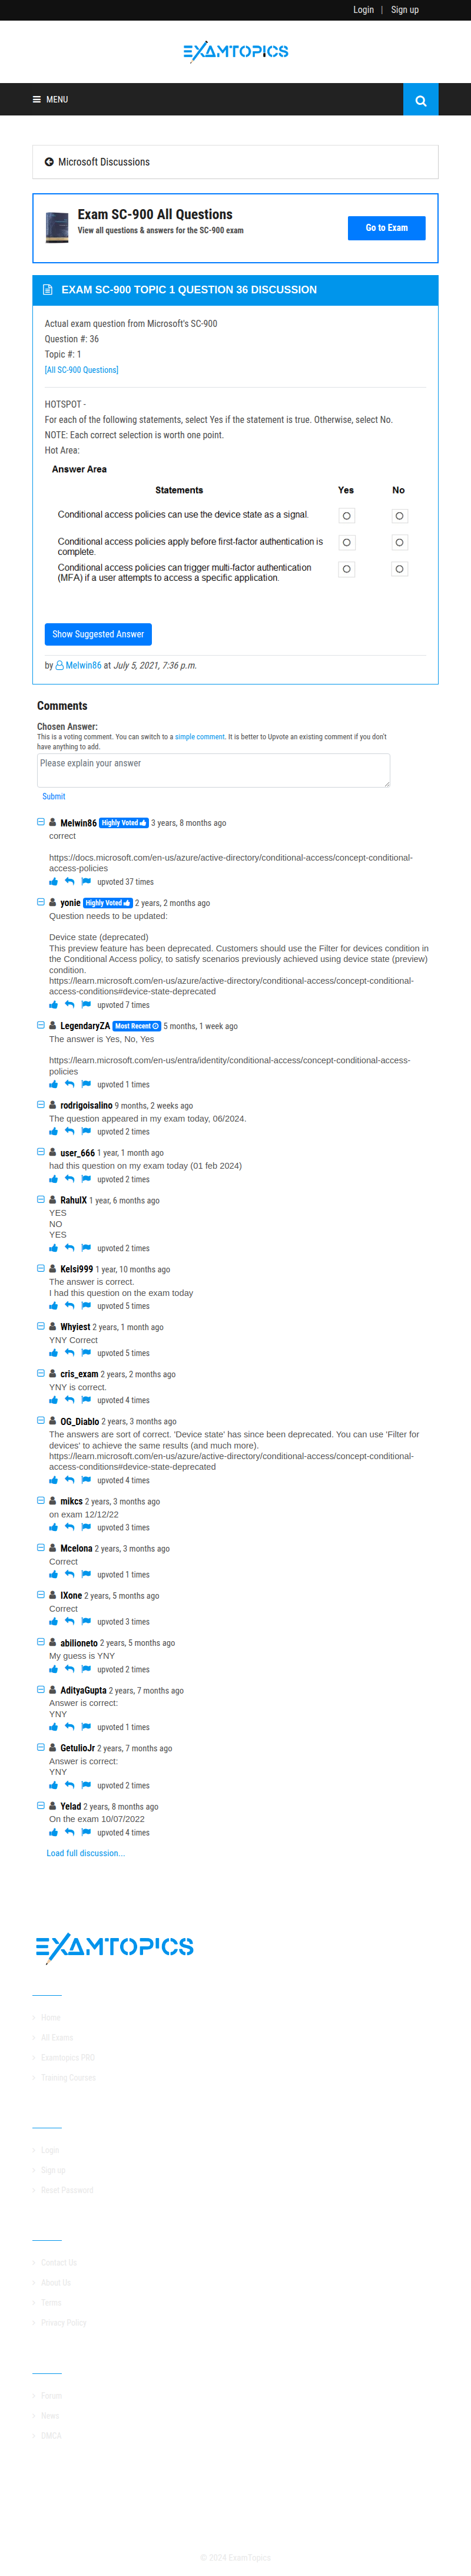 Login | Sign up
EXAMTOPICS
MENU
Microsoft Discussions
Exam SC-900 All Questions
View all questions & answers for the SC-900 exam
Go to Exam
EXAM SC-900 TOPIC 1 QUESTION 36 DISCUSSION
Actual exam question from Microsoft's SC-900
Question #: 36
Topic #: 1
[All SC-900 Questions]
HOTSPOT -
For each of the following statements, select Yes if the statement is true. Otherwise, select No.
NOTE: Each correct selection is worth one point.
Hot Area:
Answer Area
Statements Yes No
Conditional access policies can use the device state as a signal.
Conditional access policies apply before first-factor authentication is
complete.
Conditional access policies can trigger multi-factor authentication
(MFA) if a user attempts to access a specific application.
Show Suggested Answer
by Melwin86 at July 5, 2021, 7:36 p.m.
Comments
Chosen Answer:
This is a voting comment. You can switch to a simple comment. It is better to Upvote an existing comment if you don't
have anything to add.
Please explain your answer
Submit
Melwin86 Highly Voted 3 years, 8 months ago
correct
https://docs.microsoft.com/en-us/azure/active-directory/conditional-access/concept-conditional-
access-policies
upvoted 37 times
yonie Highly Voted 2 years, 2 months ago
Question needs to be updated:
Device state (deprecated)
This preview feature has been deprecated. Customers should use the Filter for devices condition in
the Conditional Access policy, to satisfy scenarios previously achieved using device state (preview)
condition.
https://learn.microsoft.com/en-us/azure/active-directory/conditional-access/concept-conditional-
access-conditions#device-state-deprecated
upvoted 7 times
LegendaryZA Most Recent 5 months, 1 week ago
The answer is Yes, No, Yes
https://learn.microsoft.com/en-us/entra/identity/conditional-access/concept-conditional-access-
policies
upvoted 1 times
rodrigoisalino 9 months, 2 weeks ago
The question appeared in my exam today, 06/2024.
upvoted 2 times
user_666 1 year, 1 month ago
had this question on my exam today (01 feb 2024)
upvoted 2 times
RahulX 1 year, 6 months ago
YES
NO
YES
upvoted 2 times
Kelsi999 1 year, 10 months ago
The answer is correct.
I had this question on the exam today
upvoted 5 times
Whyiest 2 years, 1 month ago
YNY Correct
upvoted 5 times
cris_exam 2 years, 2 months ago
YNY is correct.
upvoted 4 times
OG_Diablo 2 years, 3 months ago
The answers are sort of correct. 'Device state' has since been deprecated. You can use 'Filter for
devices' to achieve the same results (and much more).
https://learn.microsoft.com/en-us/azure/active-directory/conditional-access/concept-conditional-
access-conditions#device-state-deprecated
upvoted 4 times
mikcs 2 years, 3 months ago
on exam 12/12/22
upvoted 3 times
Mcelona 2 years, 3 months ago
Correct
upvoted 1 times
IXone 2 years, 5 months ago
Correct
upvoted 3 times
abilioneto 2 years, 5 months ago
My guess is YNY
upvoted 2 times
AdityaGupta 2 years, 7 months ago
Answer is correct:
YNY
upvoted 1 times
GetulioJr 2 years, 7 months ago
Answer is correct:
YNY
upvoted 2 times
Yelad 2 years, 8 months ago
On the exam 10/07/2022
upvoted 4 times
Load full discussion...
EXAMTOPICS
Home
All Exams
Examtopics PRO
Training Courses
Login
Sign up
Reset Password
Contact Us
About Us
Terms
Privacy Policy
Forum
News
DMCA
© 2024 ExamTopics